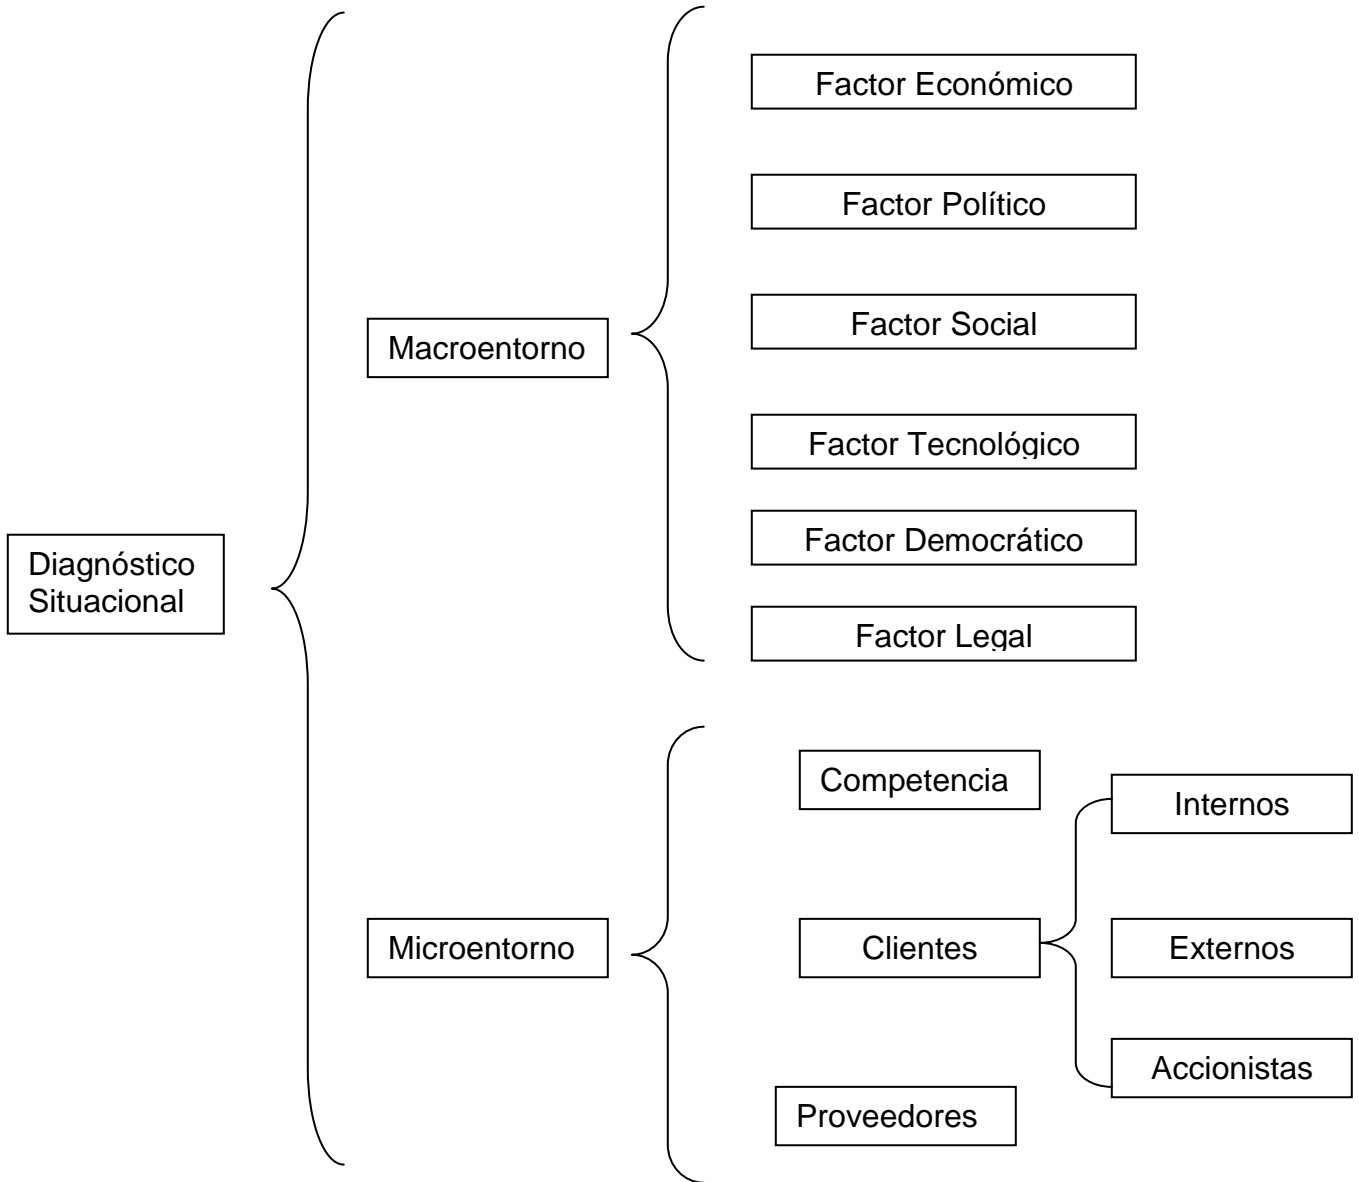 Diagnóstico
Situacional
Macroentorno
Factor Económico
Factor Político
Factor Social
Factor Tecnológico
Factor Democrático
Factor Legal
Microentorno
Competencia
Clientes
Internos
Externos
Accionistas
Proveedores